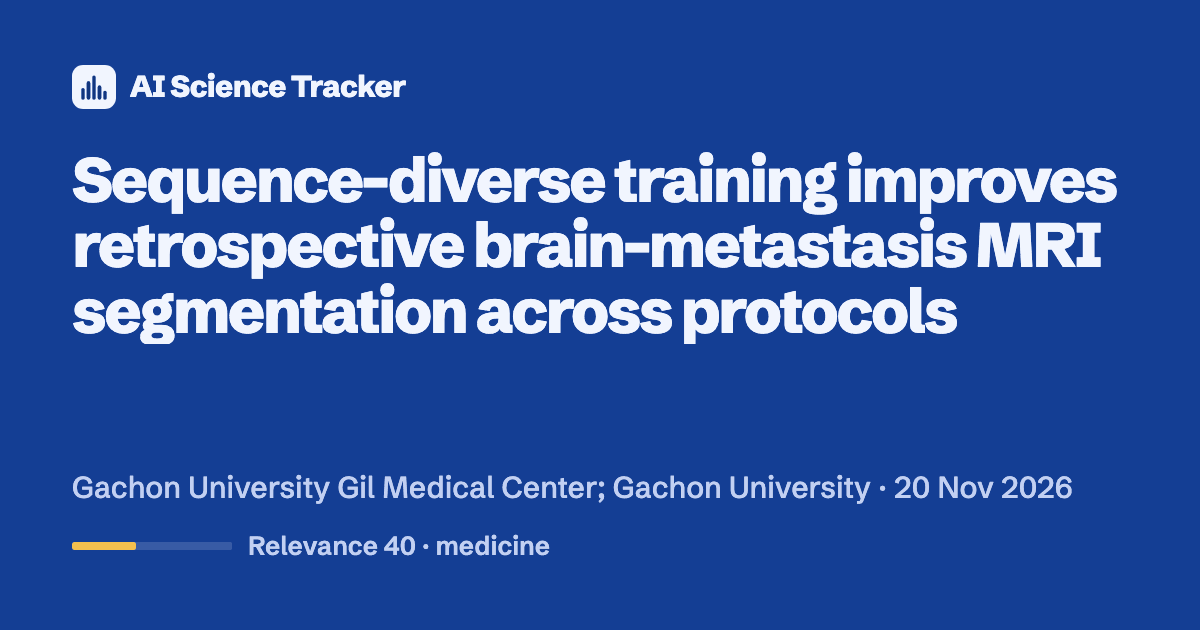 AI Science Tracker
Sequence-diverse training improves
retrospective brain-metastasis MRI
segmentation across protocols
Gachon University Gil Medical Center; Gachon University · 20 Nov 2026
Relevance 40 · medicine